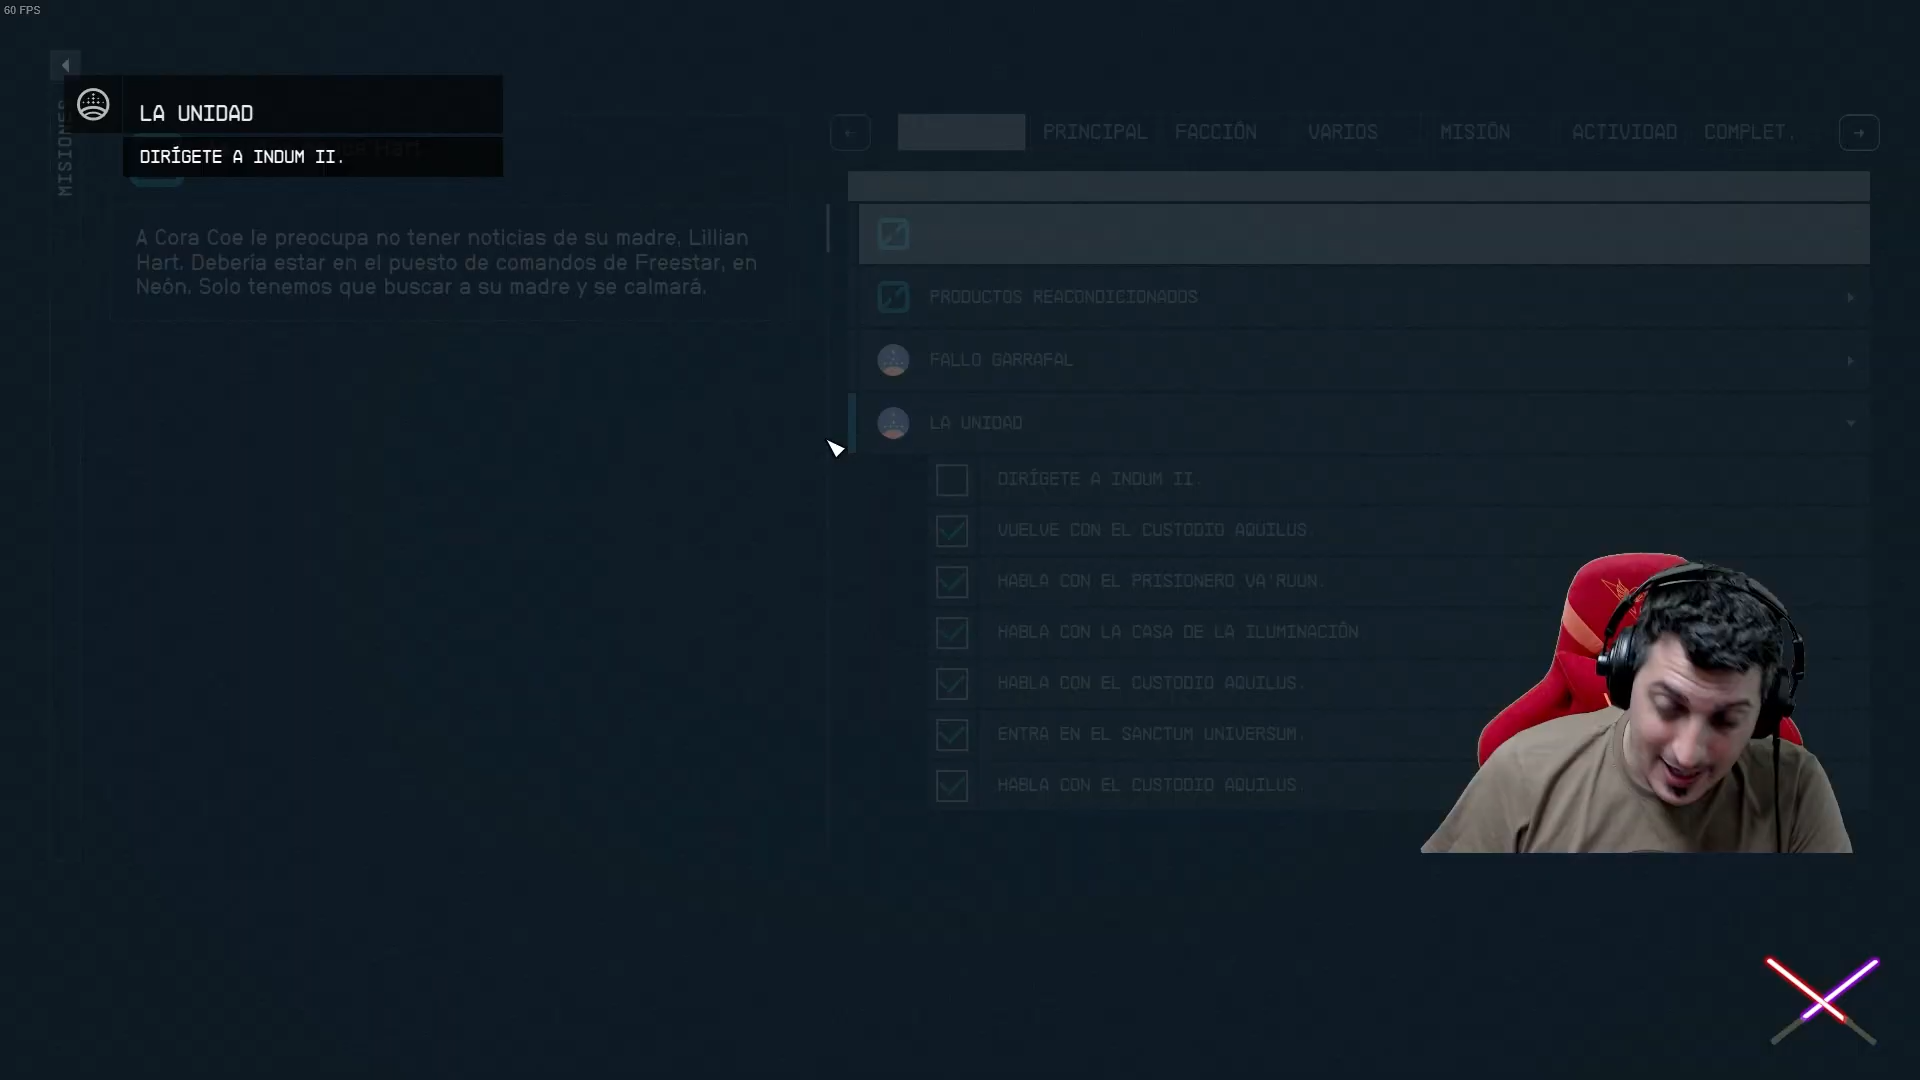 60 FPS
MISIONES
LA UNIDAD
DIRÍGETE A INDUM II.
A Cora Coe le preocupa no tener noticias de su madre, Lillian
Hart. Debería estar en el puesto de comandos de Freestar, en
Neón. Solo tenemos que buscar a su madre y se calmará.
PRINCIPAL
FACCIÓN
VARIOS
MISIÓN
ACTIVIDAD
COMPLET.
PRODUCTOS REACONDICIONADOS
FALLO GARRAFAL
LA UNIDAD
DIRÍGETE A INDUM II.
VUELVE CON EL CUSTODIO AQUILUS.
HABLA CON EL PRISIONERO VA'RUUN.
HABLA CON LA CASA DE LA ILUMINACIÓN.
HABLA CON EL CUSTODIO AQUILUS.
ENTRA EN EL SANCTUM UNIVERSUM.
HABLA CON EL CUSTODIO AQUILUS.